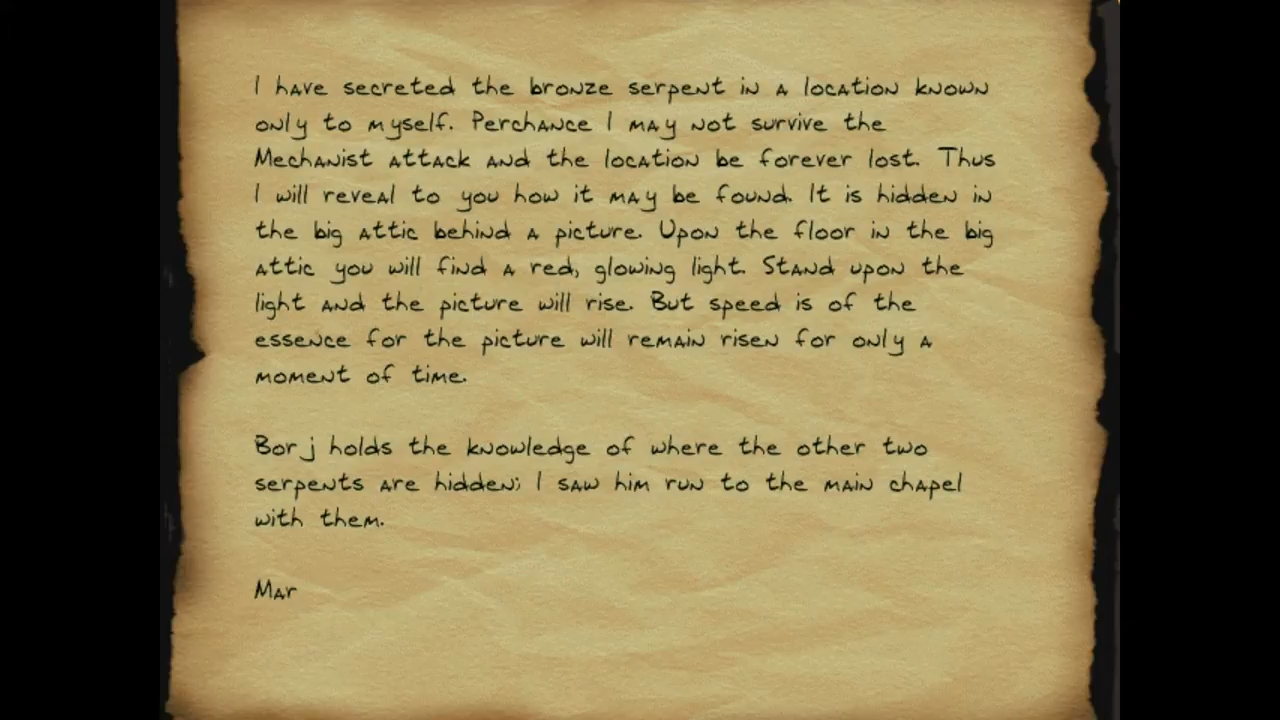 I have secreted the bronze serpent in a location known
only to myself. Perchance I may not survive the
Mechanist attack and the location be forever lost. Thus
I will reveal to you how it may be found. It is hidden in
the big attic behind a picture. Upon the floor in the big
attic you will find a red, glowing light. Stand upon the
light and the picture will rise. But speed is of the
essence for the picture will remain risen for only a
moment of time.
Borj holds the knowledge of where the other two
serpents are hidden; I saw him run to the main chapel
with them.
Mar